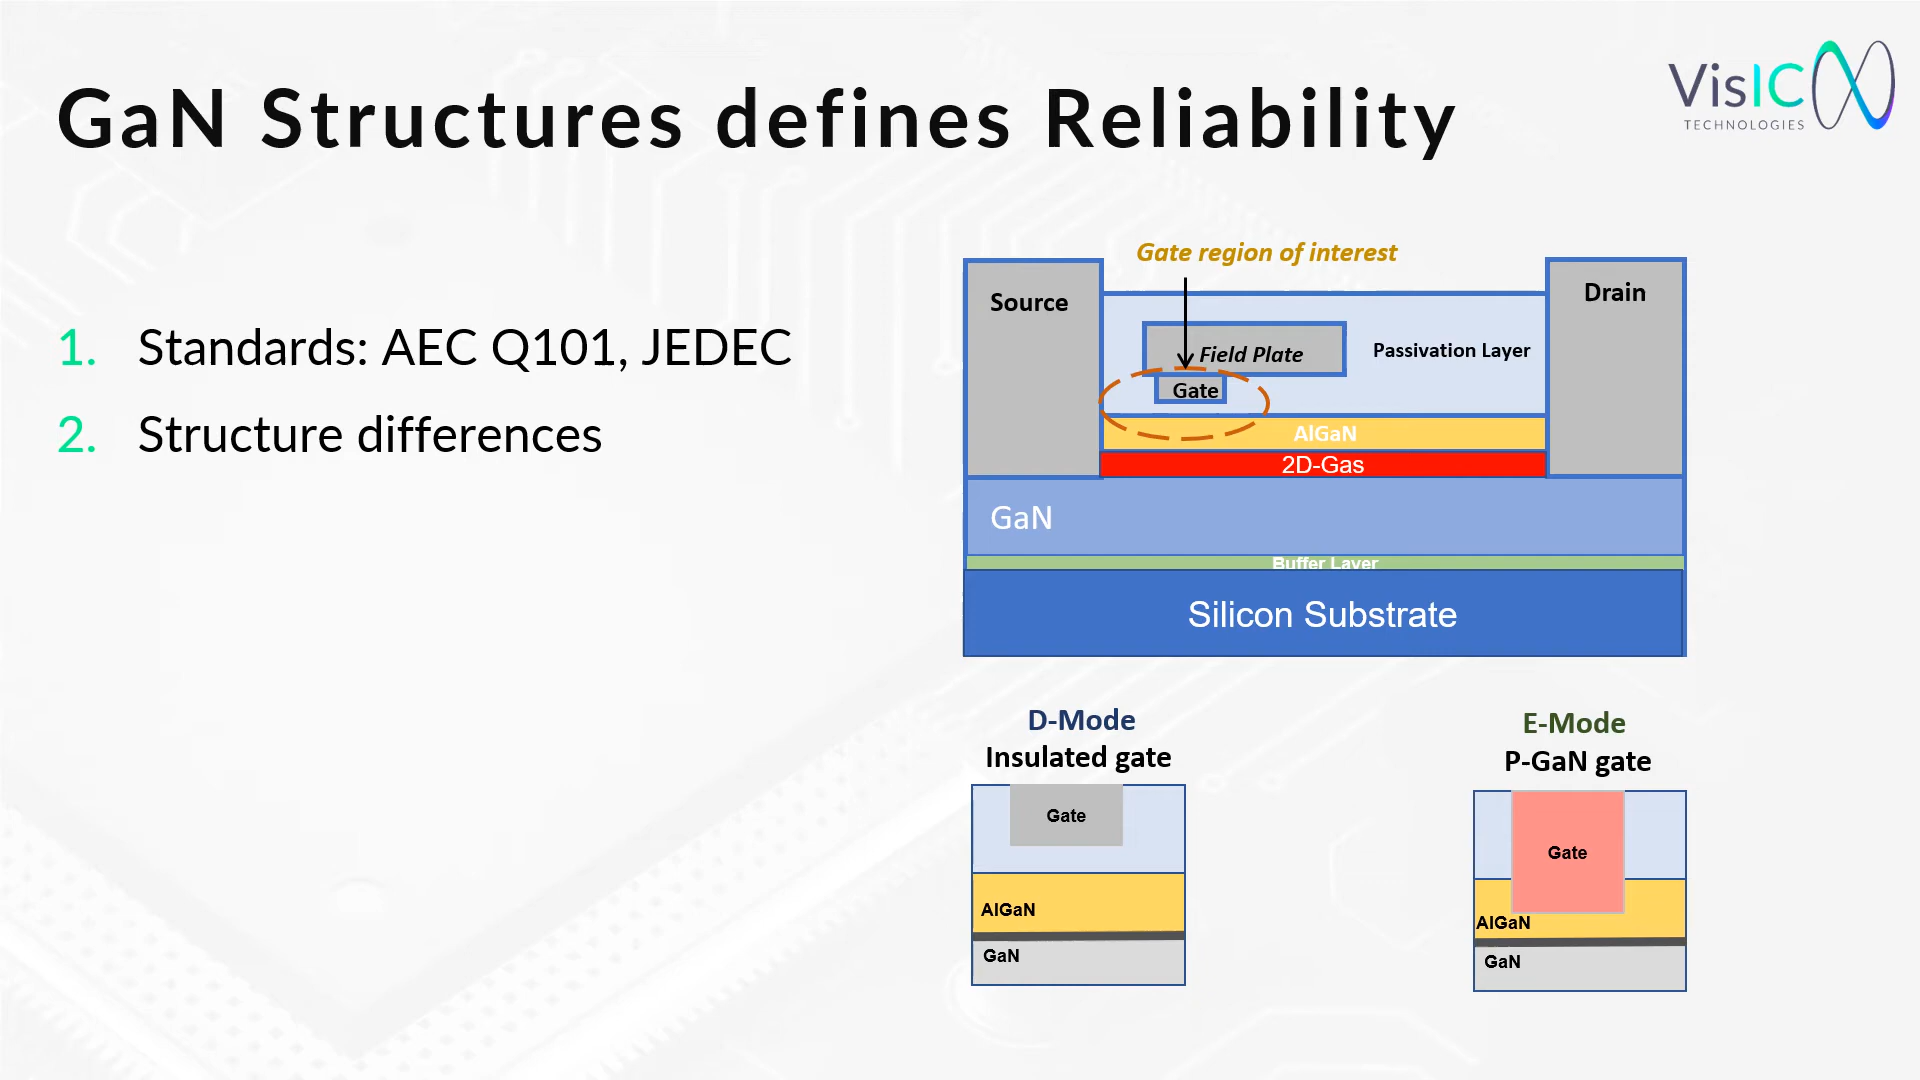 GaN Structures defines Reliability
VisIC
TECHNOLOGIES
1. Standards: AEC Q101, JEDEC
2. Structure differences
Gate region of interest
Source
Drain
Field Plate
Passivation Layer
Gate
AlGaN
2D-Gas
GaN
Buffer Layer
Silicon Substrate
D-Mode
Insulated gate
Gate
AlGaN
GaN
E-Mode
P-GaN gate
Gate
AlGaN
GaN